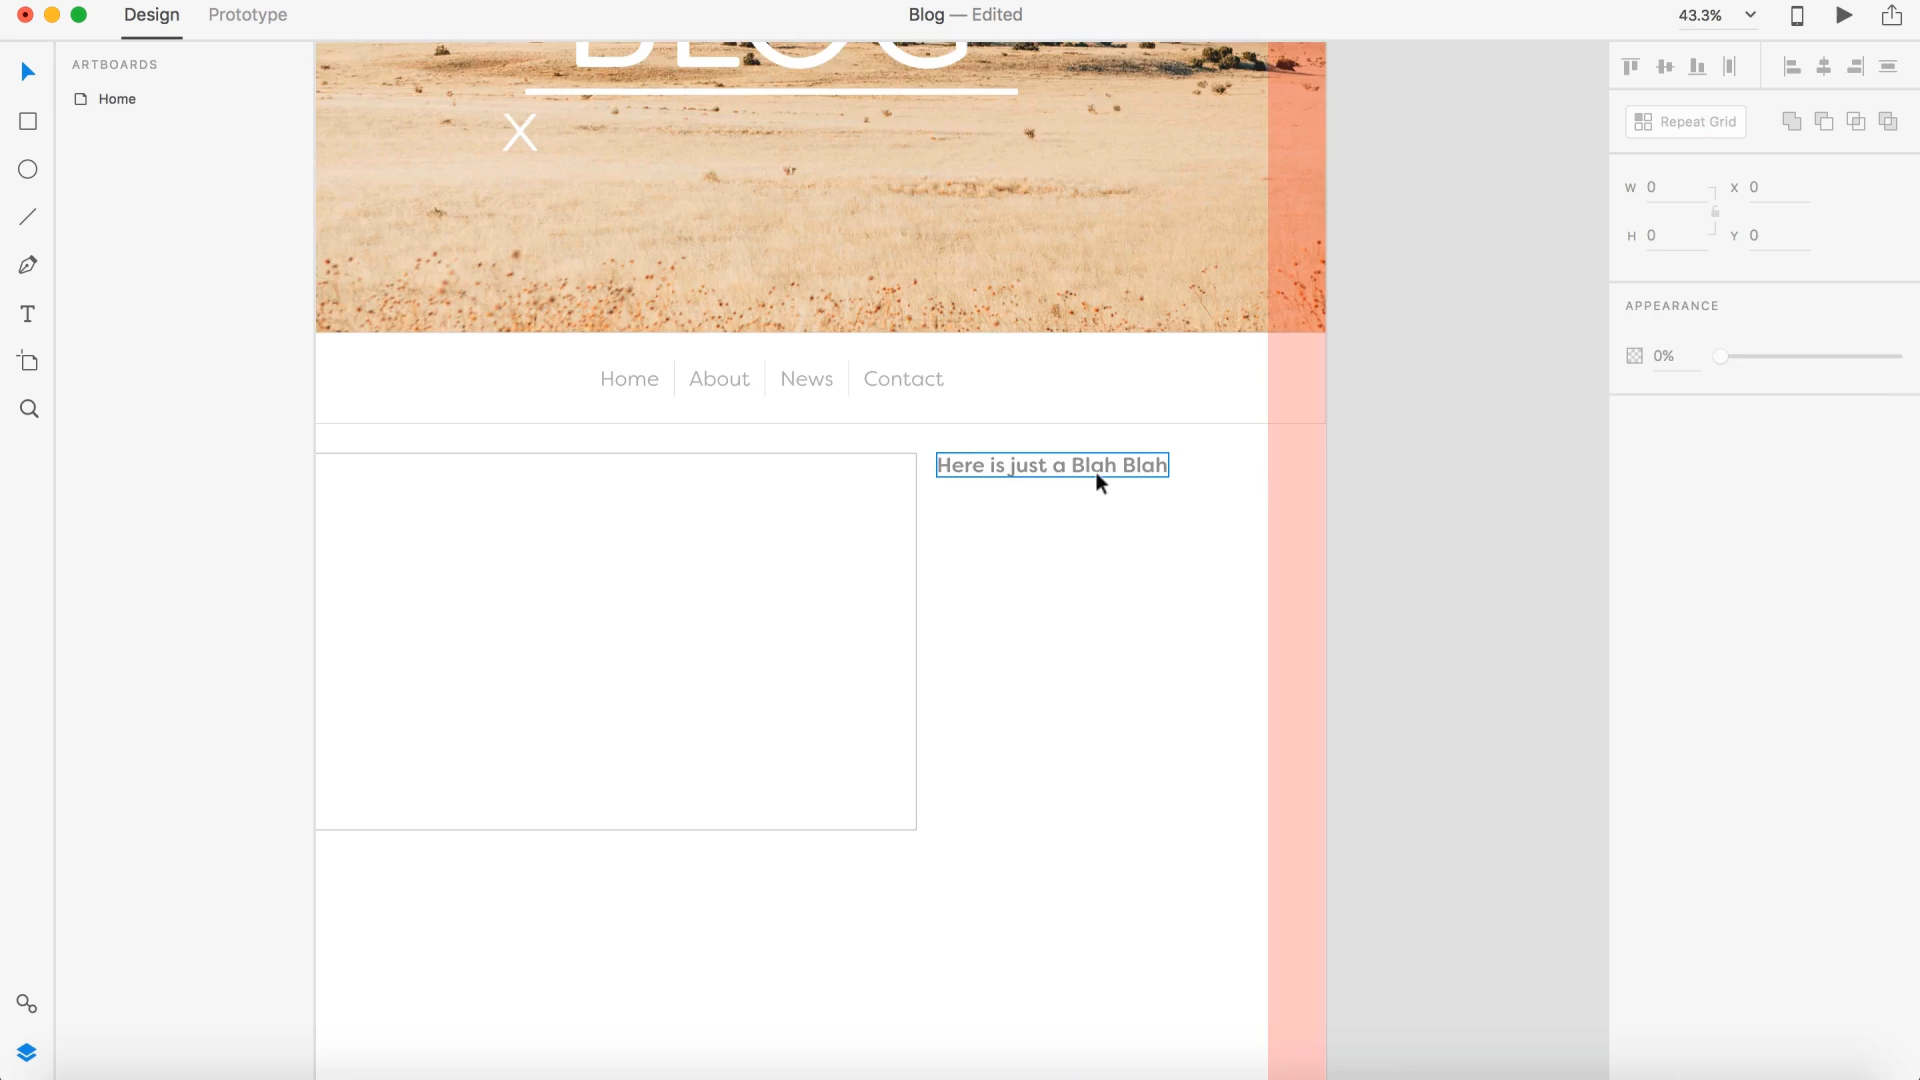 Design
Prototype
Blog — Edited
43.3%
ARTBOARDS
Home
BLOG
X
Home
About
News
Contact
Here is just a Blah Blah
Repeat Grid
W 0
X 0
H 0
Y 0
APPEARANCE
0%
T